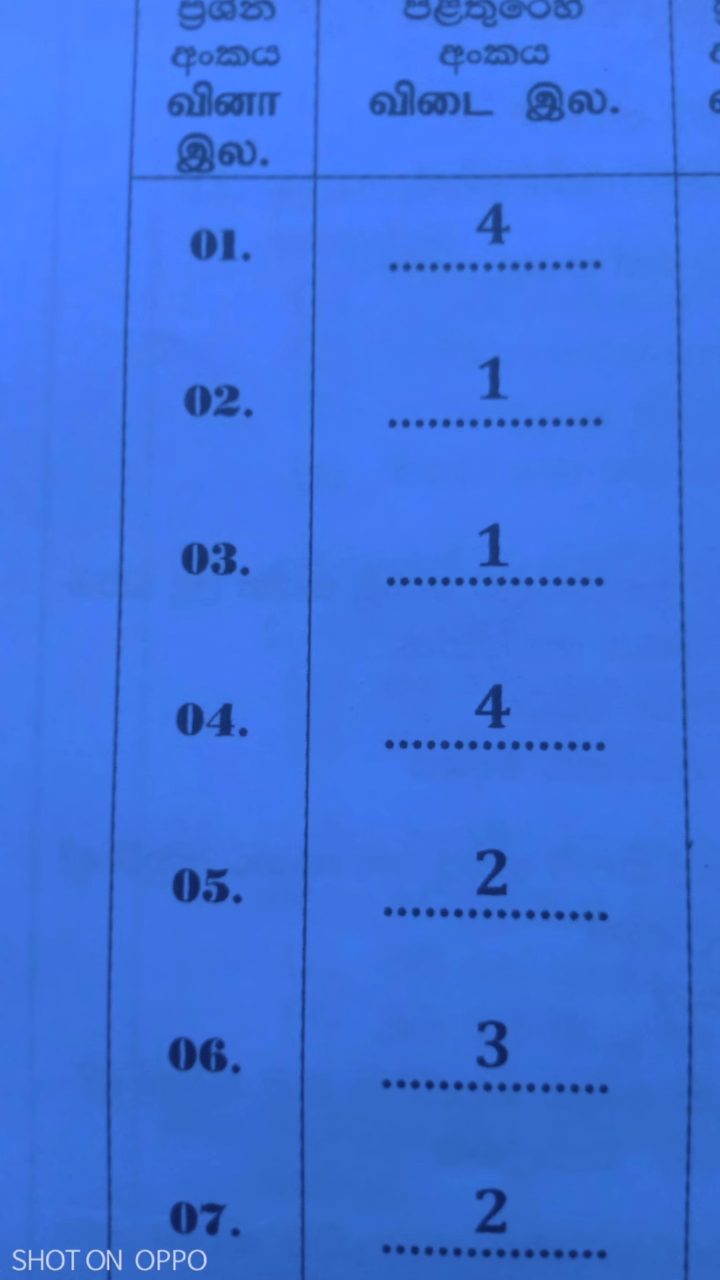 ප්‍රශ්න පිළිතුරෙහි
අංකය අංකය
வினா விடை இல.
இல.
01. 4
02. 1
03. 1
04. 4
05. 2
06. 3
07. 2
SHOT ON OPPO